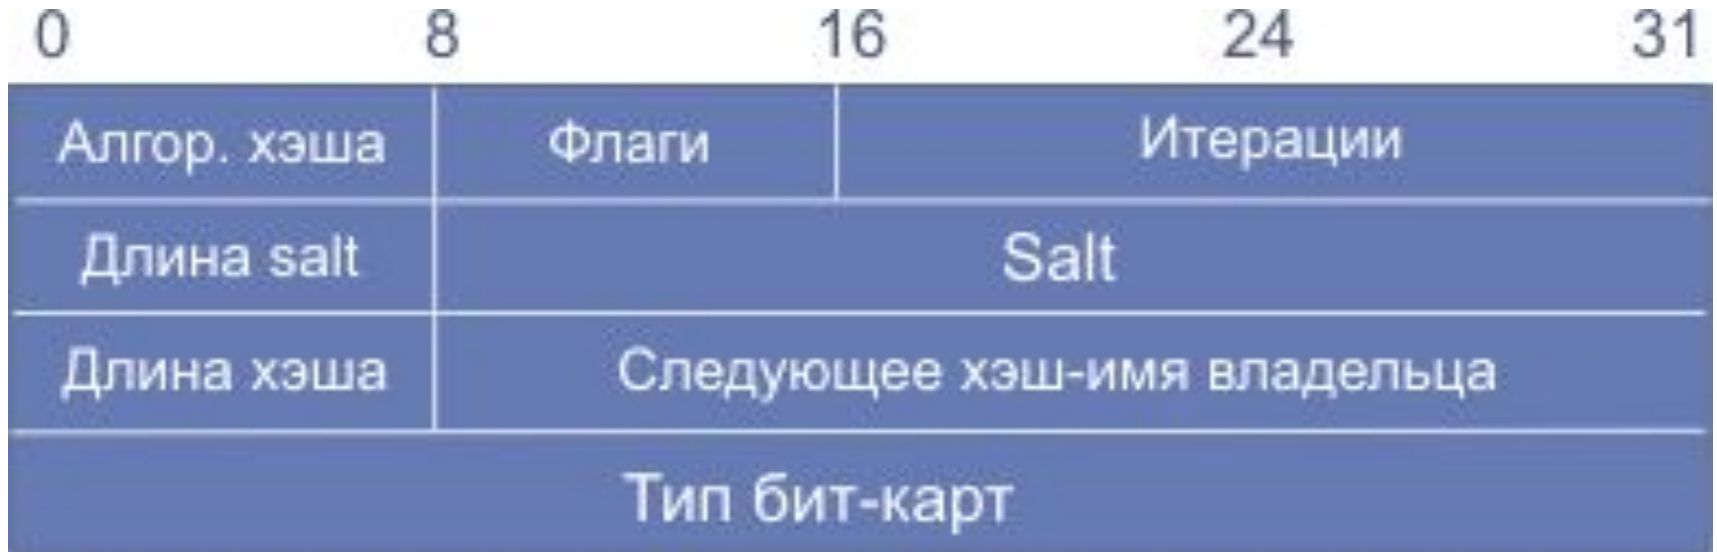 0 8 16 24 31
Алгор. хэша Флаги Итерации
Длина salt Salt
Длина хэша Следующее хэш-имя владельца
Тип бит-карт